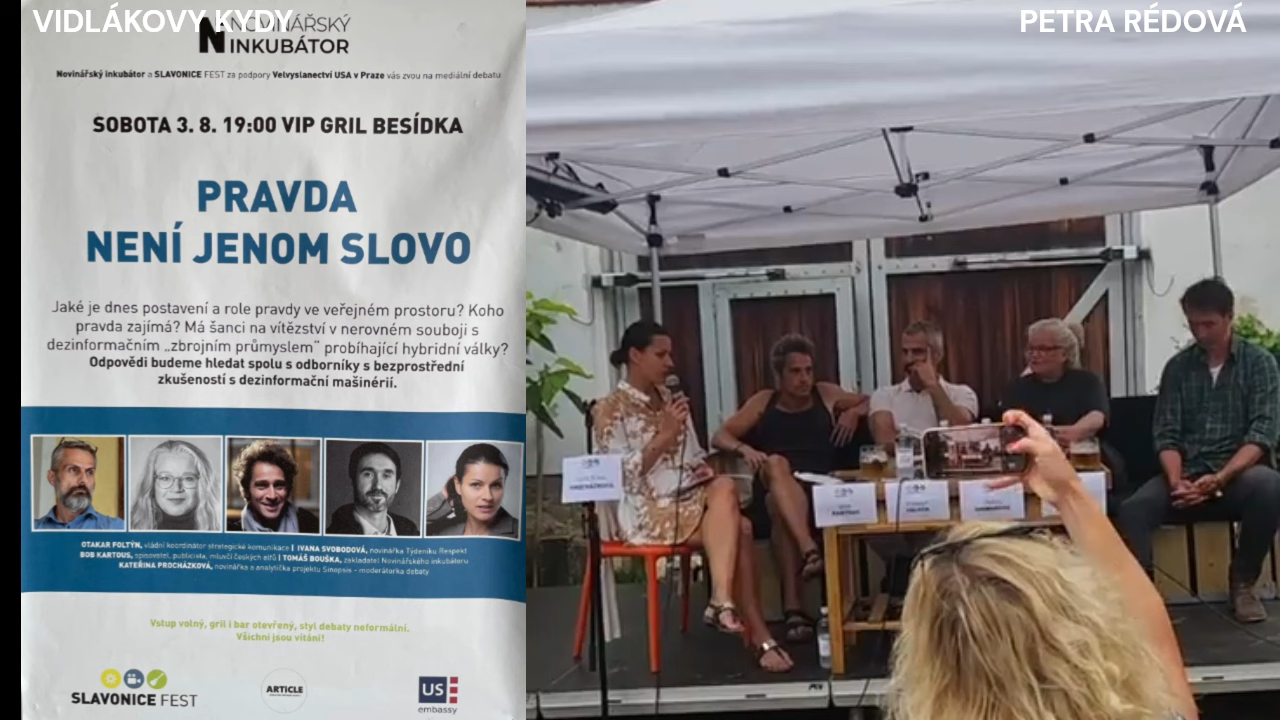 VIDLÁKOVY KYDY
PETRA RÉDOVÁ
NOVINÁŘSKÝ
INKUBÁTOR
Novinářský inkubátor a SLAVONICE FEST za podpory Velvyslanectví USA v Praze vás zvou na mediální debatu
SOBOTA 3. 8. 19:00 VIP GRIL BESÍDKA
PRAVDA
NENÍ JENOM SLOVO
Jaké je dnes postavení a role pravdy ve veřejném prostoru? Koho
pravda zajímá? Má šanci na vítězství v nerovném souboji s
dezinformačním „zbrojním průmyslem" probíhající hybridní války?
Odpovědi budeme hledat spolu s odborníky s bezprostřední
zkušeností s dezinformační mašinérií.
OTAKAR FOLTÝN, vládní koordinátor strategické komunikace | IVANA SVOBODOVÁ, novinářka Týdeníku Respekt
BOB KARTOUS, spisovatel, publicista, mluvčí českých elfů | TOMÁŠ BOUŠKA, zakladatel Novinářského inkubátoru
KATEŘINA PROCHÁZKOVÁ, novinářka a analytička projektu Sinopsis - moderátorka debaty
Vstup volný, gril i bar otevřený, styl debaty neformální.
Všichni jsou vítáni!
SLAVONICE FEST
ARTICLE
US
embassy